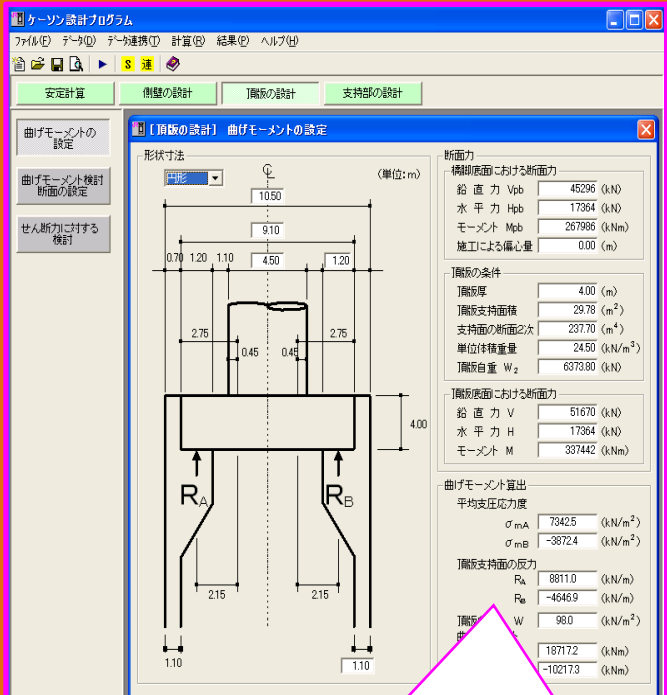 ケーソン設計プログラム
ファイル(F) データ(D) データ連携(T) 計算(R) 結果(P) ヘルプ(H)
S 連
安定計算 側壁の設計 頂版の設計 支持部の設計
曲げモーメントの
設定
曲げモーメント検討
断面の設定
せん断力に対する
検討
[頂版の設計] 曲げモーメントの設定
形状寸法
円形
(単位:m)
10.50
9.10
0.70 1.20 1.10 4.50 1.20
2.75 2.75
0.45 0.45
4.00
RA RB
2.15 2.15
1.10 1.10
断面力
橋脚底面における断面力
鉛 直 力 Vpb 45296 (kN)
水 平 力 Hpb 17364 (kN)
モーメント Mpb 267986 (kNm)
施工による偏心量 0.00 (m)
頂版の条件
頂版厚 4.00 (m)
頂版支持面積 29.78 (m²)
支持面の断面2次 237.70 (m⁴)
単位体積重量 24.50 (kN/m³)
頂版自重 W₂ 6373.80 (kN)
頂版底面における断面力
鉛 直 力 V 51670 (kN)
水 平 力 H 17364 (kN)
モーメント M 337442 (kNm)
曲げモーメント算出
平均支圧応力度
σmA 7342.5 (kN/m²)
σmB -3872.4 (kN/m²)
頂版支持面の反力
RA 8811.0 (kN/m)
RB -4646.9 (kN/m)
頂版 W 98.0 (kN/m²)
18717.2 (kNm)
-10217.3 (kNm)